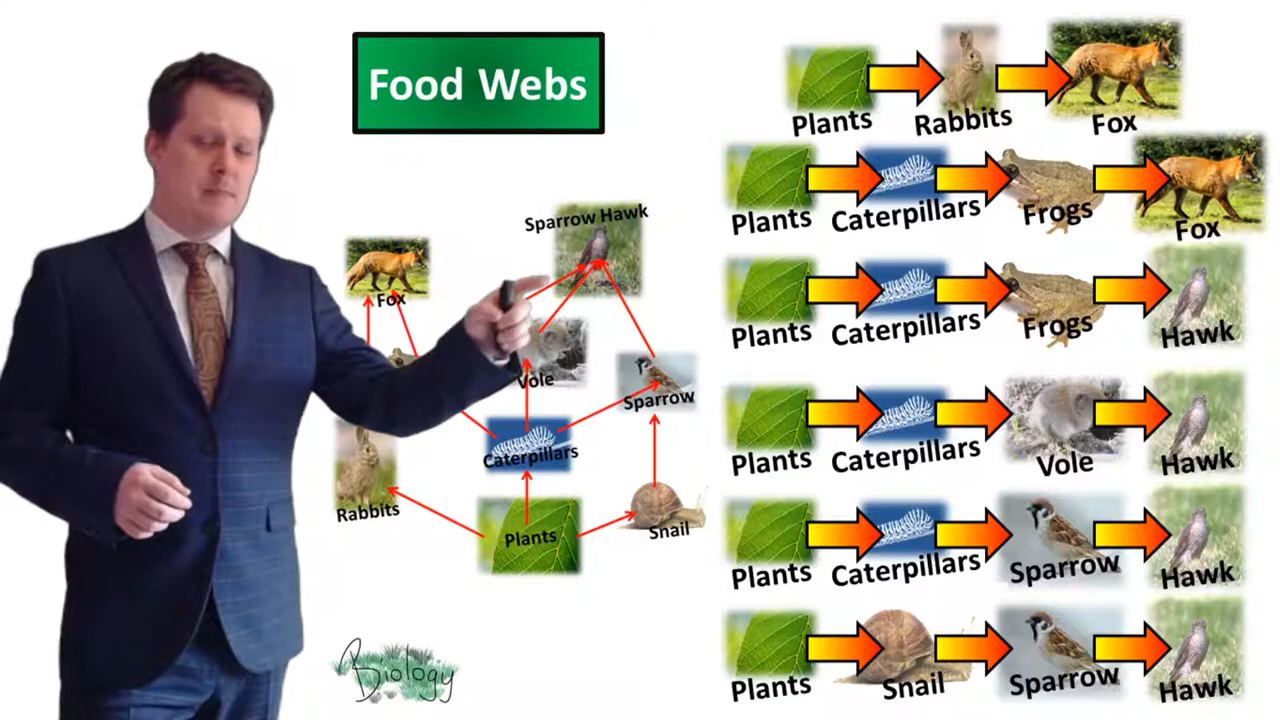 Food Webs
Sparrow Hawk
Fox
Vole
Sparrow
Caterpillars
Rabbits
Plants
Snail
Biology
Plants Rabbits Fox
Plants Caterpillars Frogs Fox
Plants Caterpillars Frogs Hawk
Plants Caterpillars Vole Hawk
Plants Caterpillars Sparrow Hawk
Plants Snail Sparrow Hawk